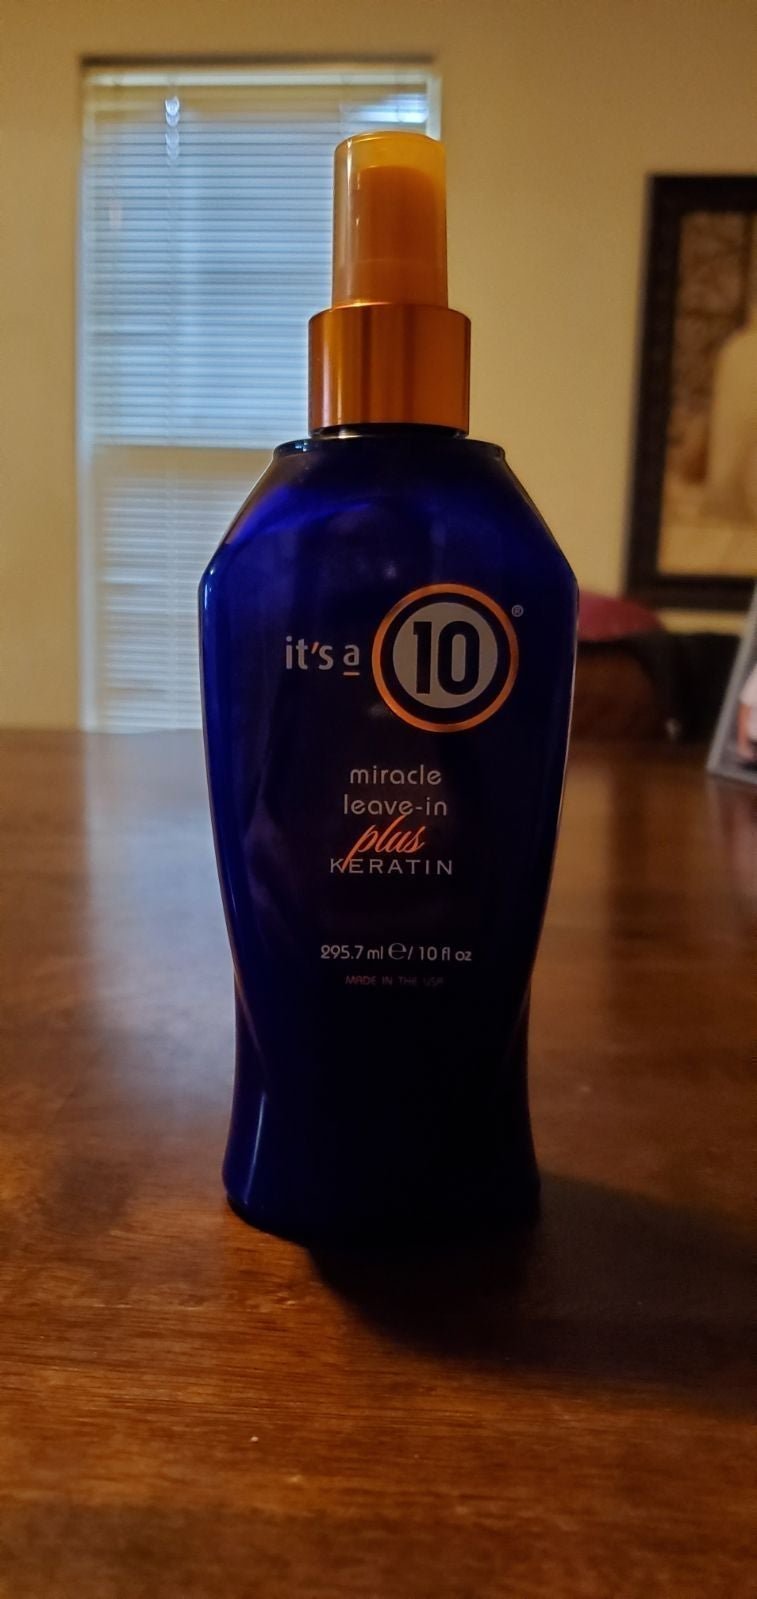 it's a 10®
miracle
leave-in
plus
KERATIN
295.7 ml ℮/ 10 fl oz
MADE IN THE USA